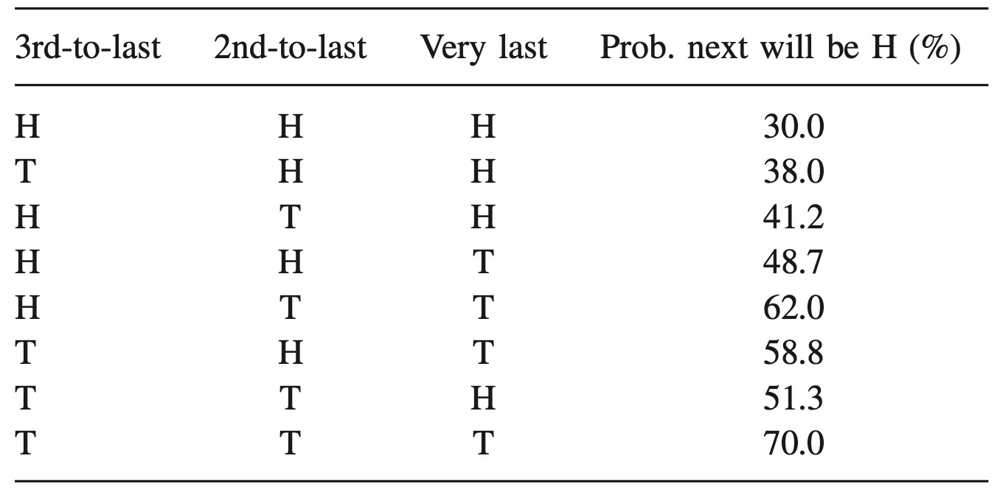 3rd-to-last 2nd-to-last Very last Prob. next will be H (%)
H H H 30.0
T H H 38.0
H T H 41.2
H H T 48.7
H T T 62.0
T H T 58.8
T T H 51.3
T T T 70.0